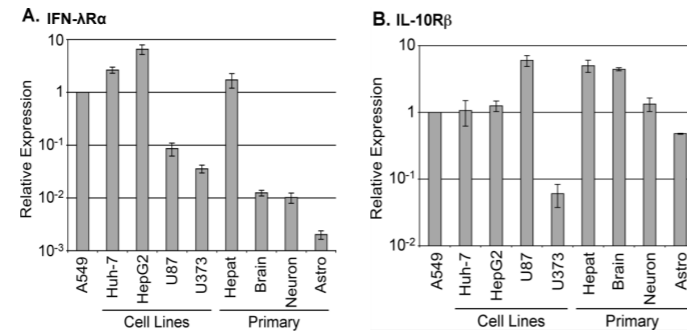 A. IFN-λRα
Relative Expression
10
1
10-1
10-2
10-3
A549
Huh-7
HepG2
U87
U373
Hepat
Brain
Neuron
Astro
Cell Lines
Primary
B. IL-10Rβ
Relative Expression
10
1
10-1
10-2
A549
Huh-7
HepG2
U87
U373
Hepat
Brain
Neuron
Astro
Cell Lines
Primary